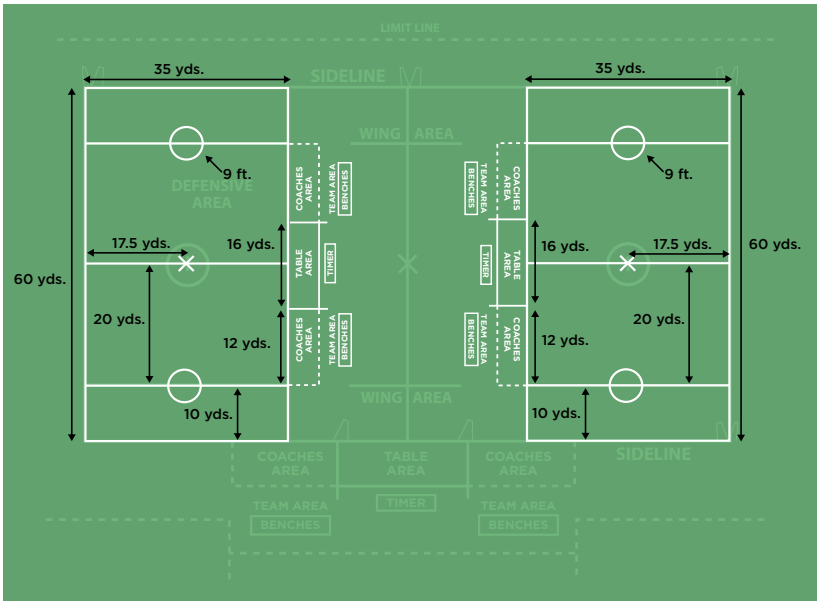 LIMIT LINE
35 yds.
SIDELINE
35 yds.
WING AREA
9 ft.
9 ft.
DEFENSIVE
AREA
COACHES
AREA
TEAM AREA
BENCHES
TEAM AREA
BENCHES
COACHES
AREA
17.5 yds.
16 yds.
TABLE
AREA
TIMER
TIMER
TABLE
AREA
16 yds.
17.5 yds.
60 yds.
60 yds.
20 yds.
12 yds.
COACHES
AREA
TEAM AREA
BENCHES
TEAM AREA
BENCHES
COACHES
AREA
12 yds.
20 yds.
WING AREA
10 yds.
10 yds.
COACHES
AREA
TABLE
AREA
COACHES
AREA
SIDELINE
TEAM AREA
BENCHES
TIMER
TEAM AREA
BENCHES